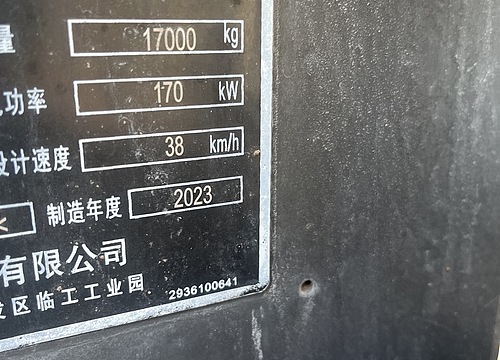 量 17000 kg
功率 170 kW
设计速度 38 km/h
制造年度 2023
有限公司
发区临工工业园 2936100641